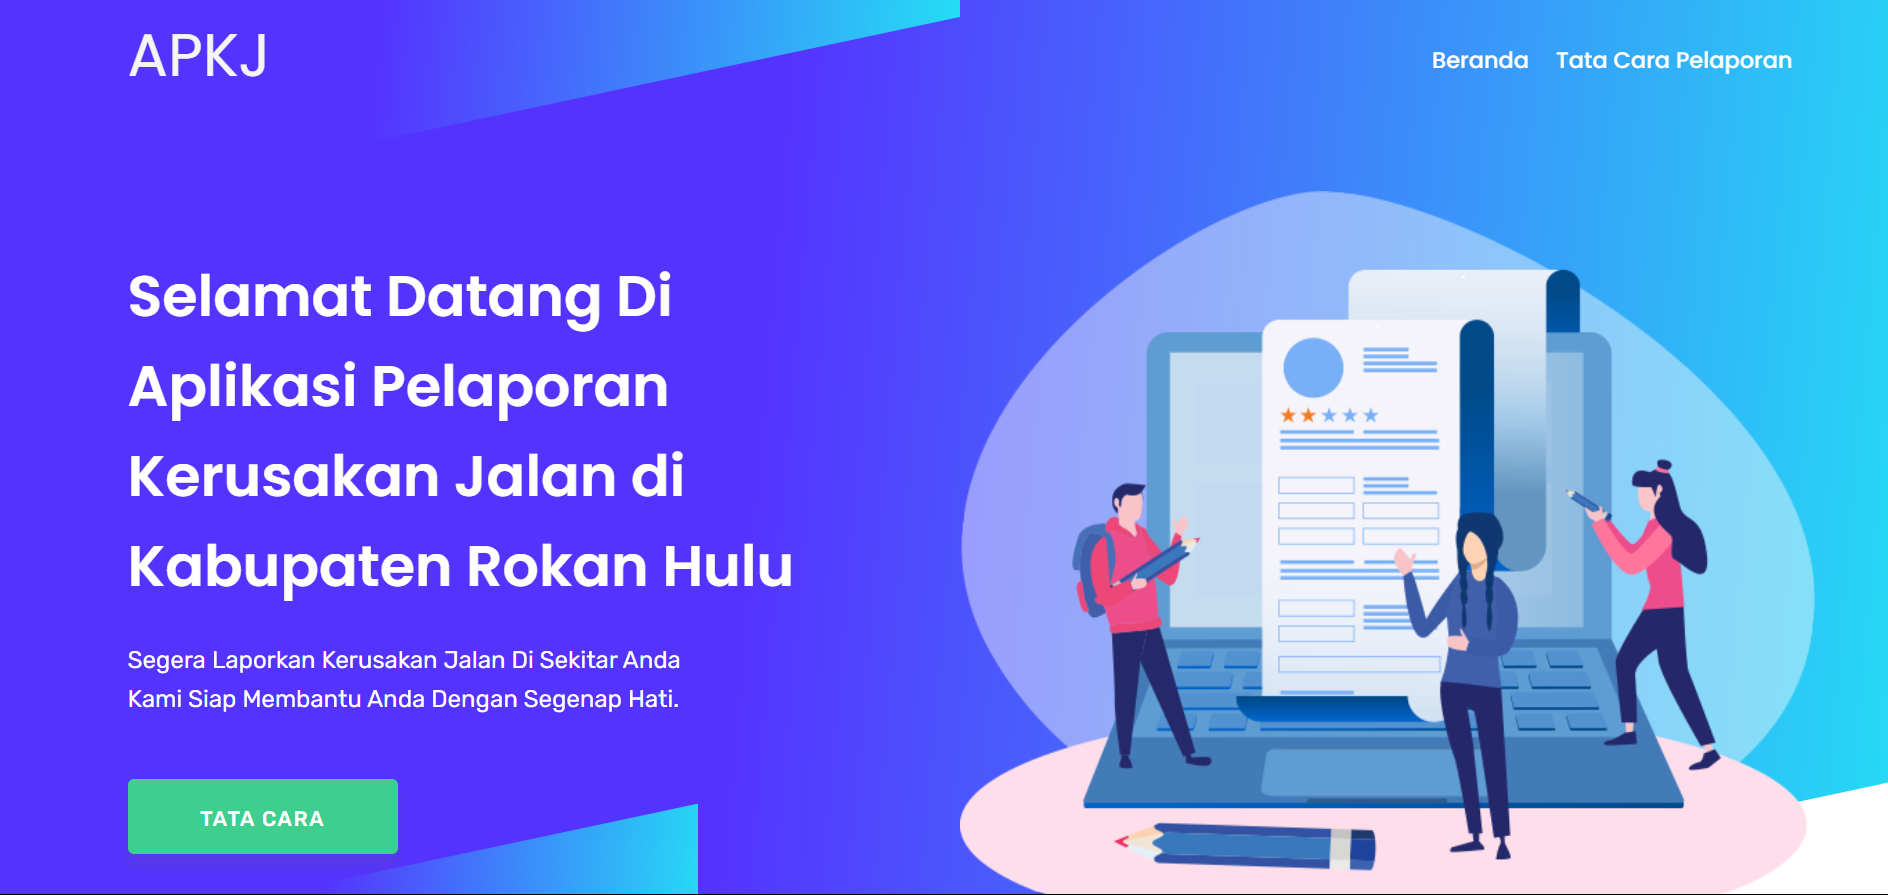 APKJ
Beranda Tata Cara Pelaporan
Selamat Datang Di
Aplikasi Pelaporan
Kerusakan Jalan di
Kabupaten Rokan Hulu
Segera Laporkan Kerusakan Jalan Di Sekitar Anda
Kami Siap Membantu Anda Dengan Segenap Hati.
TATA CARA